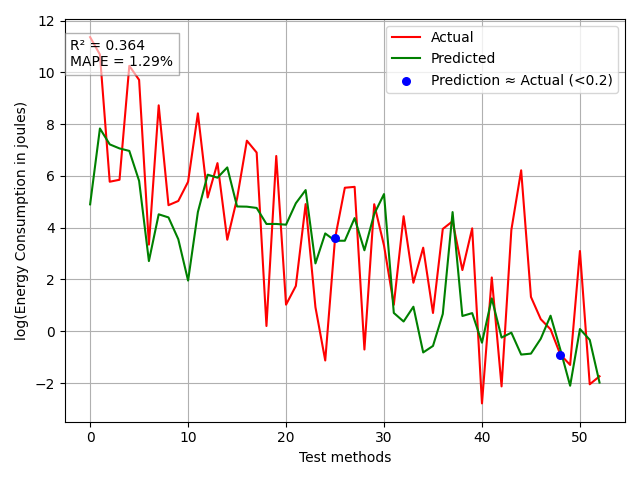 R² = 0.364
MAPE = 1.29%
Actual
Predicted
Prediction ≈ Actual (<0.2)
log(Energy Consumption in joules)
12
10
8
6
4
2
0
−2
0 10 20 30 40 50
Test methods